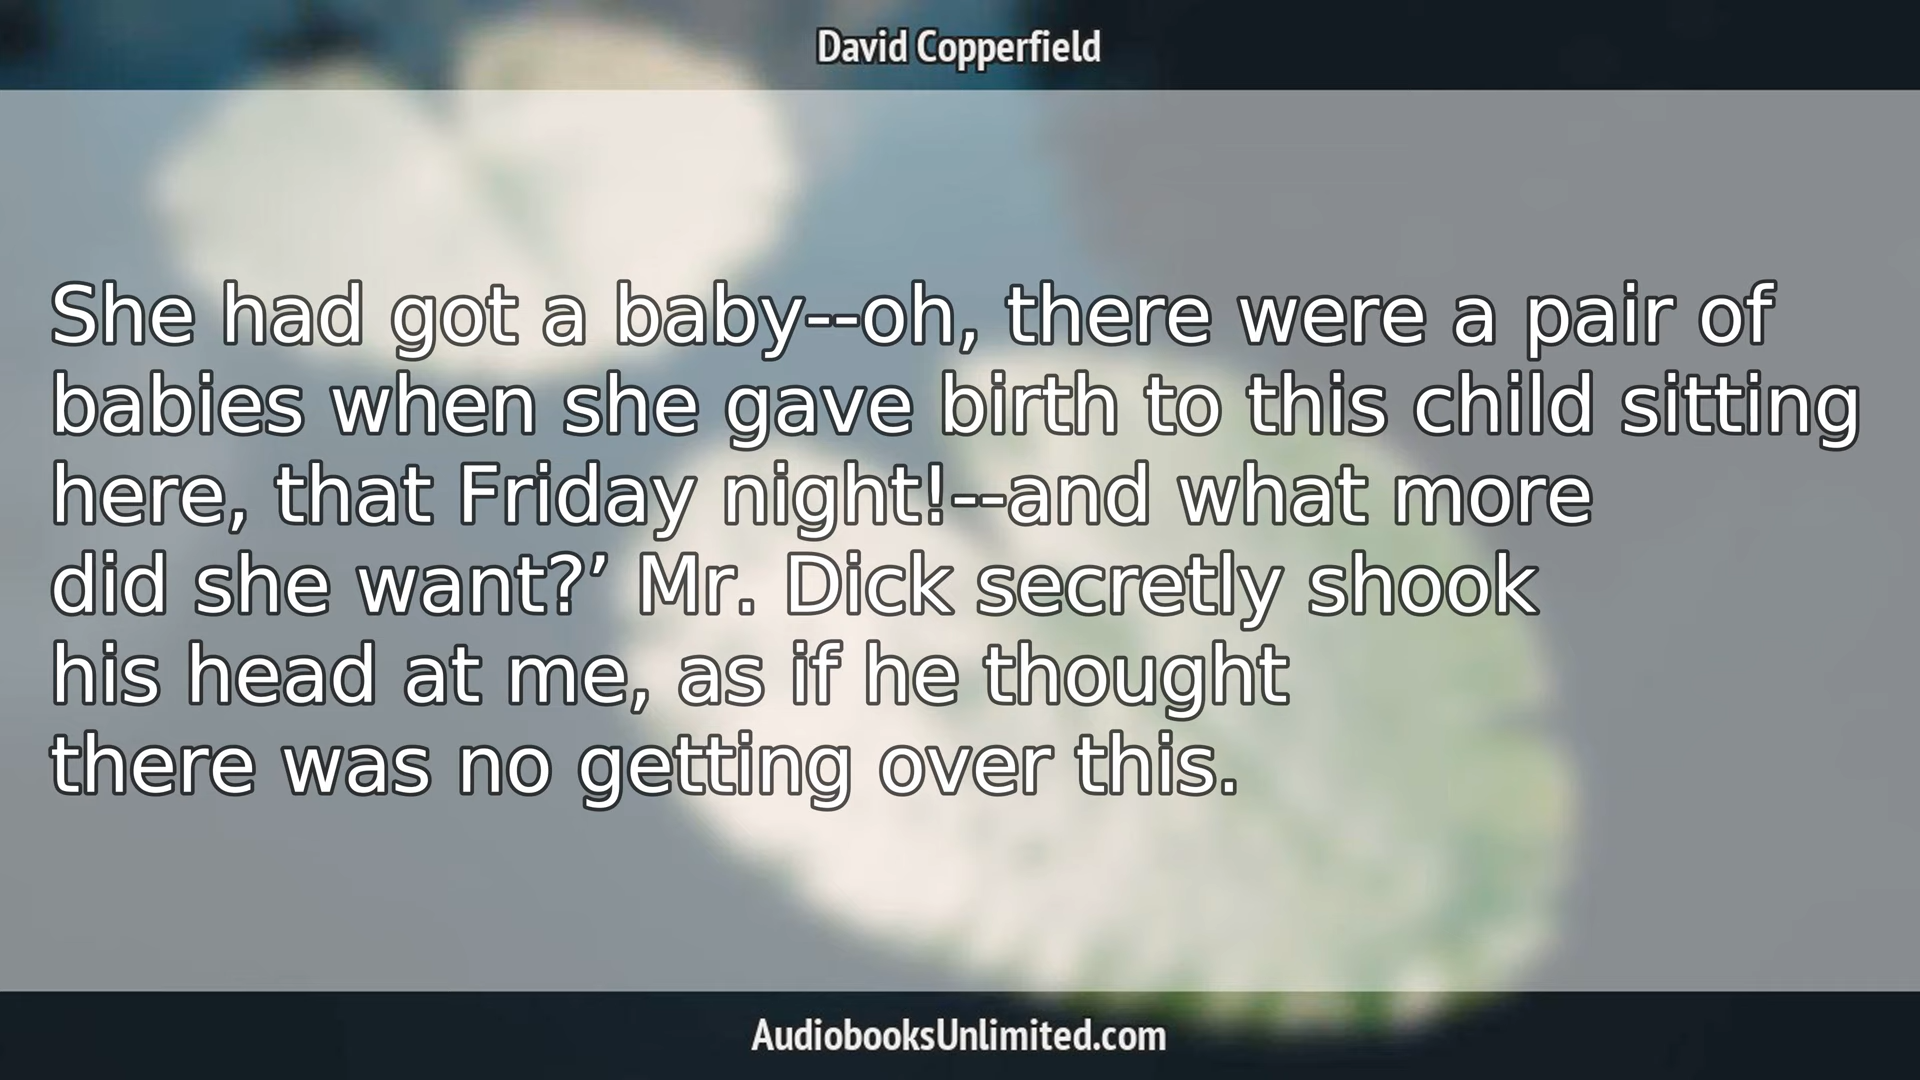 David Copperfield
She had got a baby--oh, there were a pair of
babies when she gave birth to this child sitting
here, that Friday night!--and what more
did she want?’ Mr. Dick secretly shook
his head at me, as if he thought
there was no getting over this.
AudiobooksUnlimited.com